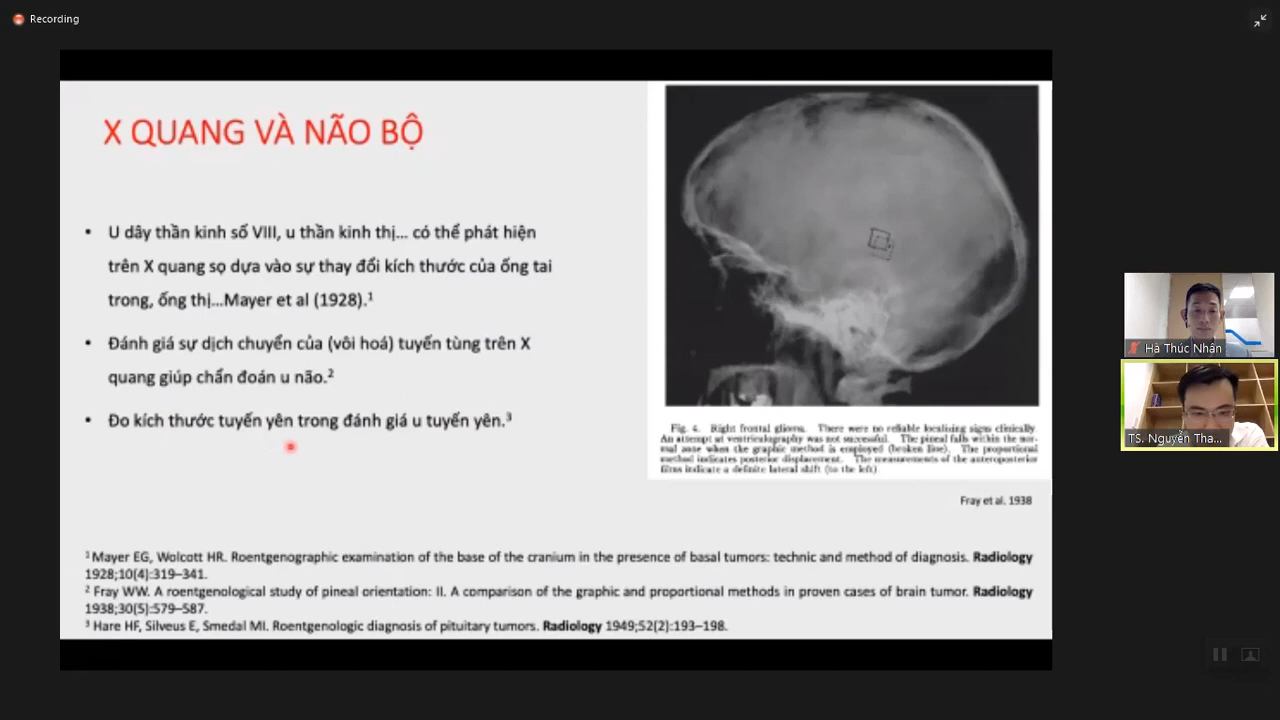 Recording
X QUANG VÀ NÃO BỘ
• U dây thần kinh số VIII, u thần kinh thị... có thể phát hiện
trên X quang sọ dựa vào sự thay đổi kích thước của ống tai
trong, ống thị...Mayer et al (1928).¹
• Đánh giá sự dịch chuyển của (vôi hoá) tuyến tùng trên X
quang giúp chẩn đoán u não.²
• Đo kích thước tuyến yên trong đánh giá u tuyến yên.³
Fig. 4. Right frontal glioma. There were no reliable localizing signs clinically.
An attempt at ventriculography was not successful. The pineal falls within the nor-
mal zone when the graphic method is employed (broken line). The proportional
method indicates posterior displacement. The measurements of the anteroposterior
films indicate a definite lateral shift (to the left)
Fray et al. 1938
¹ Mayer EG, Wolcott HR. Roentgenographic examination of the base of the cranium in the presence of basal tumors: technic and method of diagnosis. Radiology
1928;10(4):319–341.
² Fray WW. A roentgenological study of pineal orientation: II. A comparison of the graphic and proportional methods in proven cases of brain tumor. Radiology
1938;30(5):579–587.
³ Hare HF, Silveus E, Smedal MI. Roentgenologic diagnosis of pituitary tumors. Radiology 1949;52(2):193–198.
Hà Thúc Nhân
TS. Nguyễn Tha...